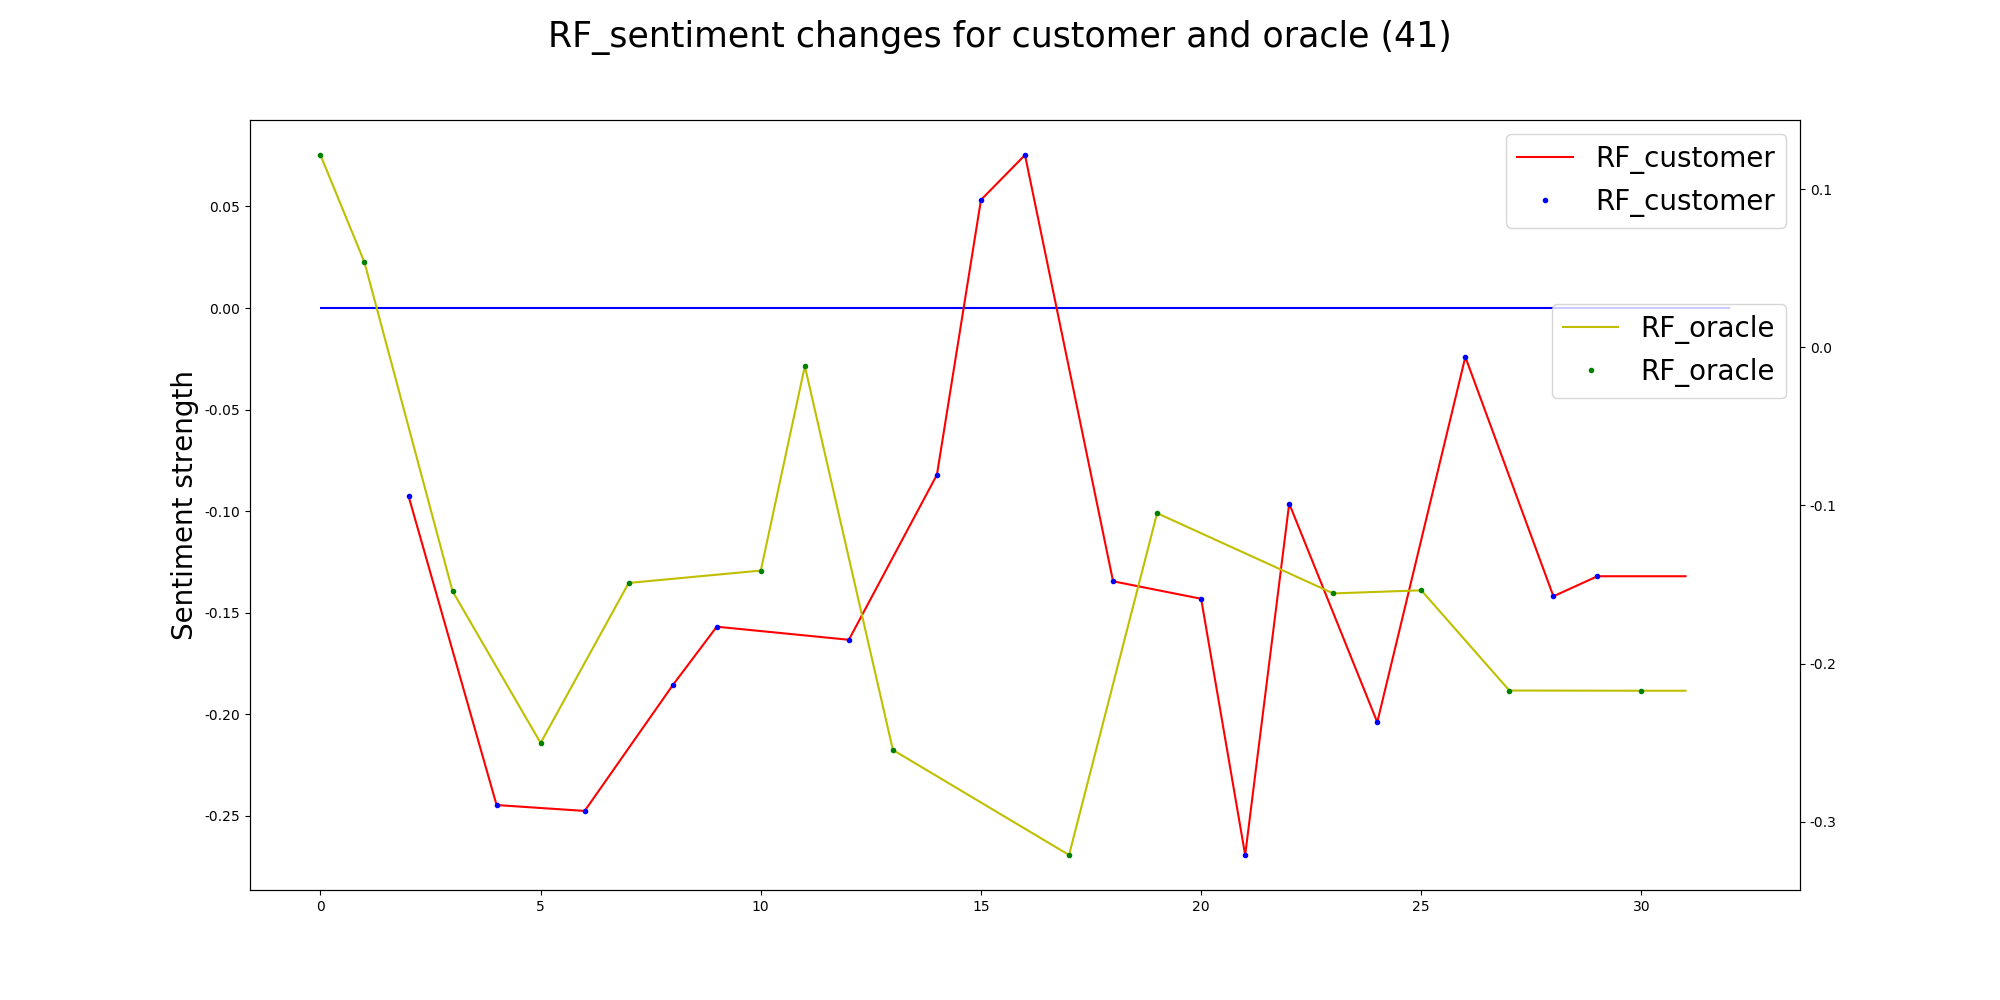 RF_sentiment changes for customer and oracle (41)
RF_customer
RF_customer
RF_oracle
RF_oracle
Sentiment strength
0.05
0.00
-0.05
-0.10
-0.15
-0.20
-0.25
0.1
0.0
-0.1
-0.2
-0.3
0 5 10 15 20 25 30